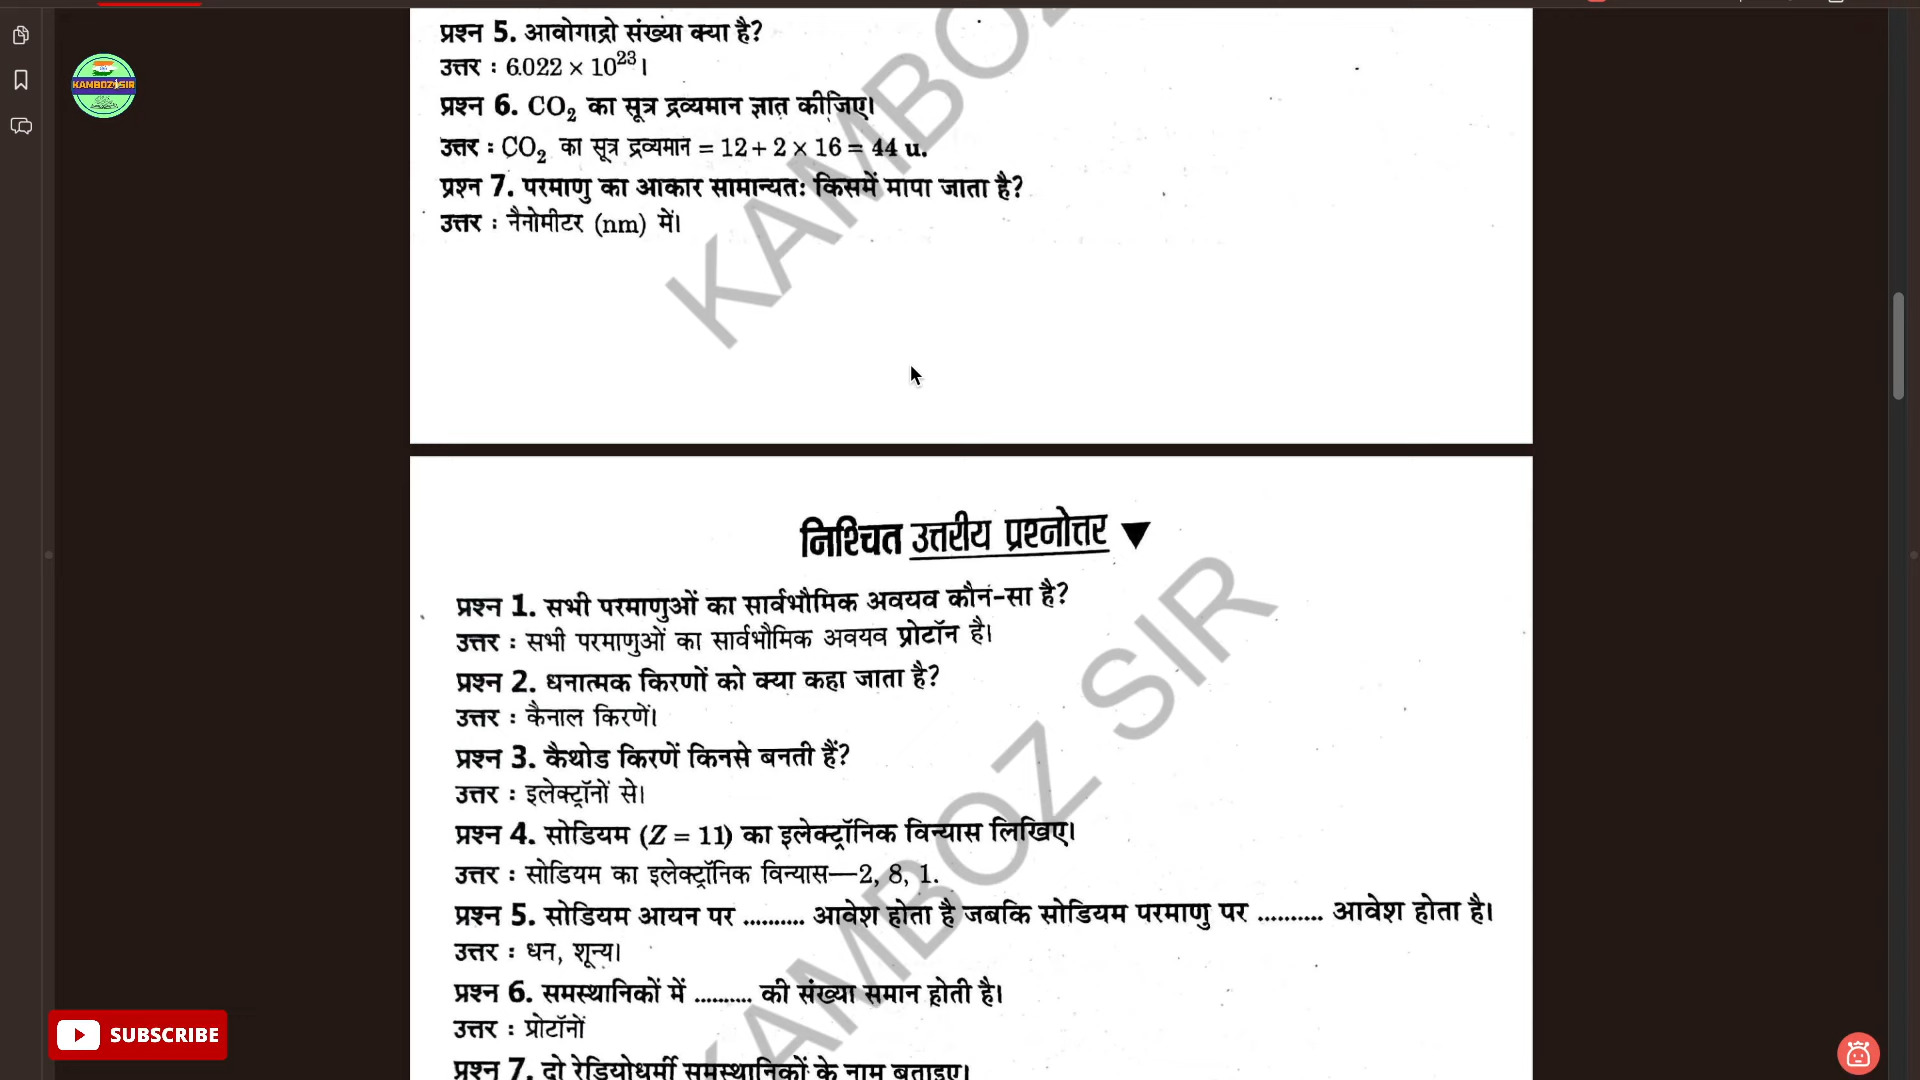 प्रश्न 5. आवोगाद्रो संख्या क्या है?
उत्तर : 6.022 × 10²³।
प्रश्न 6. CO₂ का सूत्र द्रव्यमान ज्ञात कीजिए।
उत्तर : CO₂ का सूत्र द्रव्यमान = 12 + 2 × 16 = 44 u.
प्रश्न 7. परमाणु का आकार सामान्यतः किसमें मापा जाता है?
उत्तर : नैनोमीटर (nm) में।
KAMBOZ
KAMBOZ SIR
निश्चित उत्तरीय प्रश्नोत्तर ▼
प्रश्न 1. सभी परमाणुओं का सार्वभौमिक अवयव कौन-सा है?
उत्तर : सभी परमाणुओं का सार्वभौमिक अवयव प्रोटॉन है।
प्रश्न 2. धनात्मक किरणों को क्या कहा जाता है?
उत्तर : कैनाल किरणें।
प्रश्न 3. कैथोड किरणें किनसे बनती हैं?
उत्तर : इलेक्ट्रॉनों से।
प्रश्न 4. सोडियम (Z = 11) का इलेक्ट्रॉनिक विन्यास लिखिए।
उत्तर : सोडियम का इलेक्ट्रॉनिक विन्यास—2, 8, 1.
प्रश्न 5. सोडियम आयन पर .......... आवेश होता है जबकि सोडियम परमाणु पर .......... आवेश होता है।
उत्तर : धन, शून्य।
प्रश्न 6. समस्थानिकों में .......... की संख्या समान होती है।
उत्तर : प्रोटॉनों
प्रश्न 7. दो रेडियोधर्मी समस्थानिकों के नाम बताइए।
KAMBOZ SIR
SUBSCRIBE